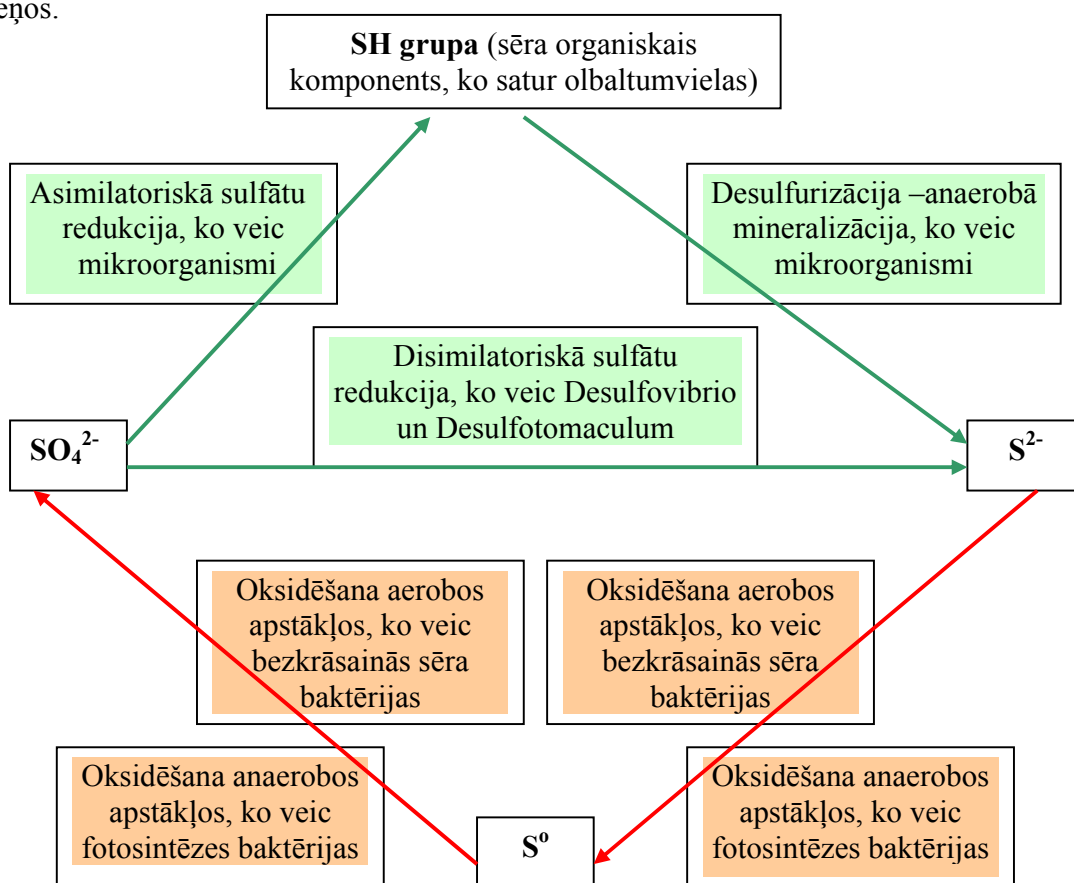 eņos.
SH grupa (sēra organiskais
komponents, ko satur olbaltumvielas)
Asimilatoriskā sulfātu
redukcija, ko veic
mikroorganismi
Desulfurizācija –anaerobā
mineralizācija, ko veic
mikroorganismi
Disimilatoriskā sulfātu
redukcija, ko veic Desulfovibrio
un Desulfotomaculum
SO₄²⁻
S²⁻
Oksidēšana aerobos
apstākļos, ko veic
bezkrāsainās sēra
baktērijas
Oksidēšana aerobos
apstākļos, ko veic
bezkrāsainās sēra
baktērijas
Oksidēšana anaerobos
apstākļos, ko veic
fotosintēzes baktērijas
S⁰
Oksidēšana anaerobos
apstākļos, ko veic
fotosintēzes baktērijas